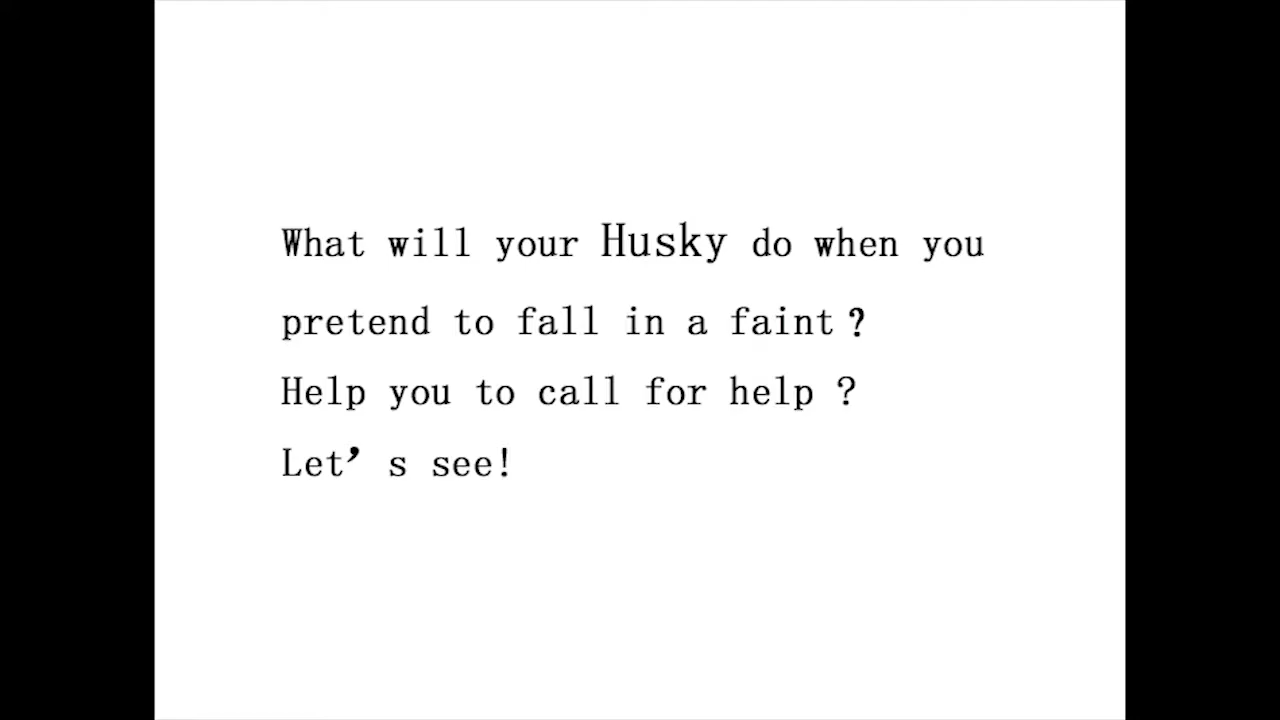 What will your Husky do when you
pretend to fall in a faint？
Help you to call for help ?
Let’s see!